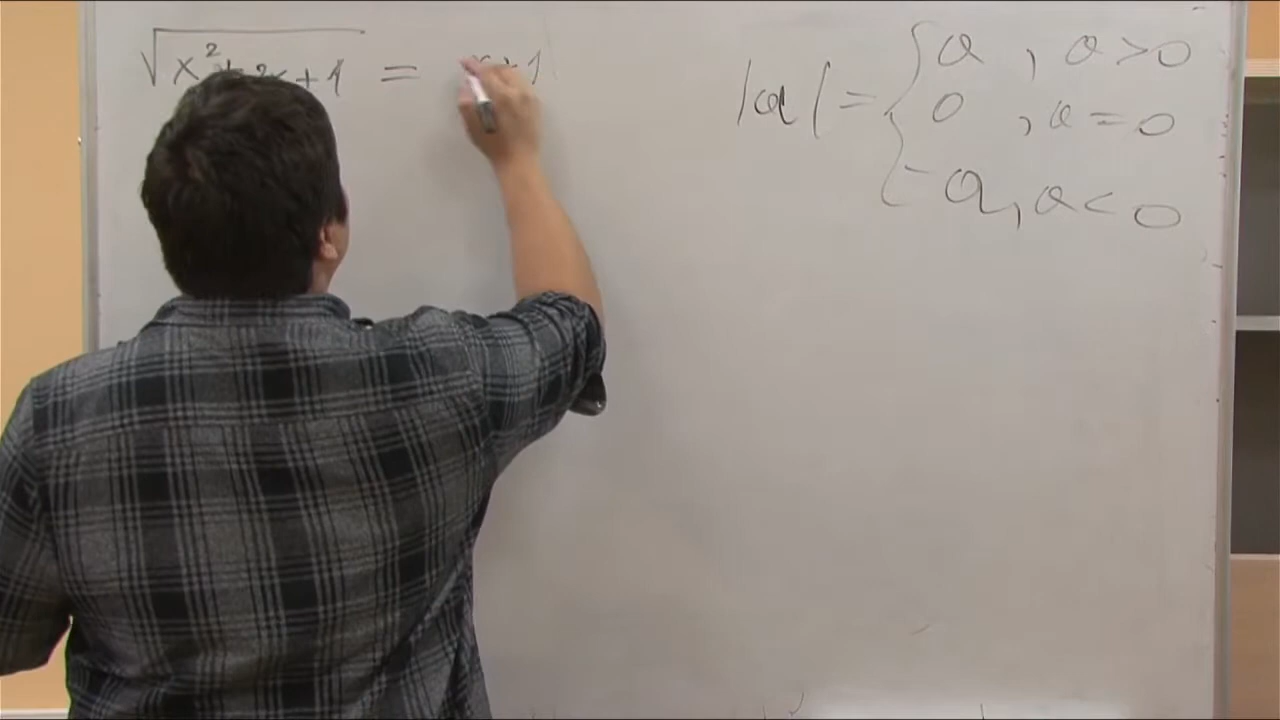 √x² + 2x + 1 = x + 1
|a| = { a , a > 0
0 , a = 0
- a, a < 0